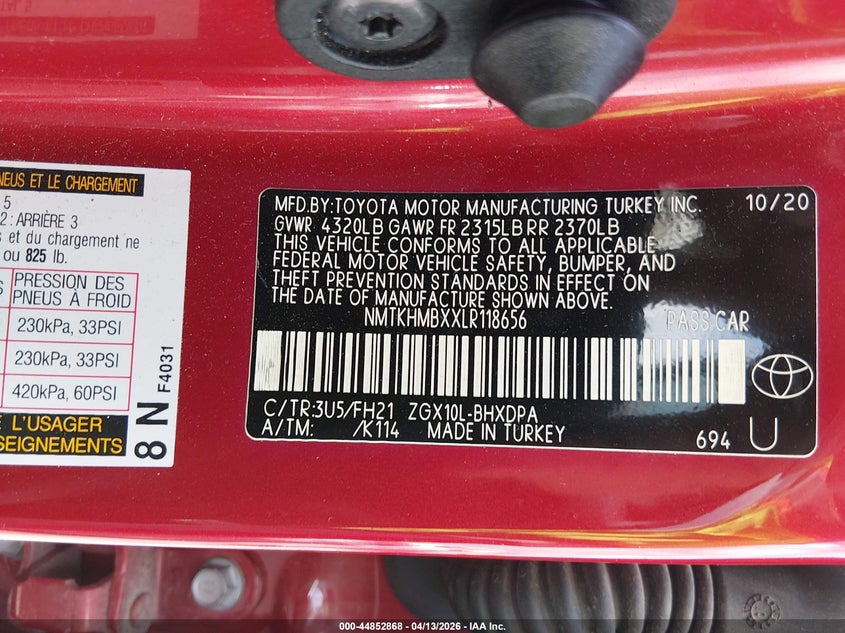 NEUS ET LE CHARGEMENT
5
2 : ARRIÈRE 3
s et du chargement ne
ou 825 lb.
PRESSION DES
PNEUS À FROID
230kPa, 33PSI
230kPa, 33PSI
420kPa, 60PSI
E L'USAGER
SEIGNEMENTS
8 N
F4031
MFD.BY:TOYOTA MOTOR MANUFACTURING TURKEY INC. 10/20
GVWR 4320LB GAWR FR 2315LB RR 2370LB
THIS VEHICLE CONFORMS TO ALL APPLICABLE
FEDERAL MOTOR VEHICLE SAFETY, BUMPER, AND
THEFT PREVENTION STANDARDS IN EFFECT ON
THE DATE OF MANUFACTURE SHOWN ABOVE.
NMTKHMBXXLR118656 PASS.CAR
C/TR:3U5/FH21 ZGX10L-BHXDPA
A/TM: /K114 MADE IN TURKEY
694 U
000-44852868 - 04/13/2026 - IAA Inc.